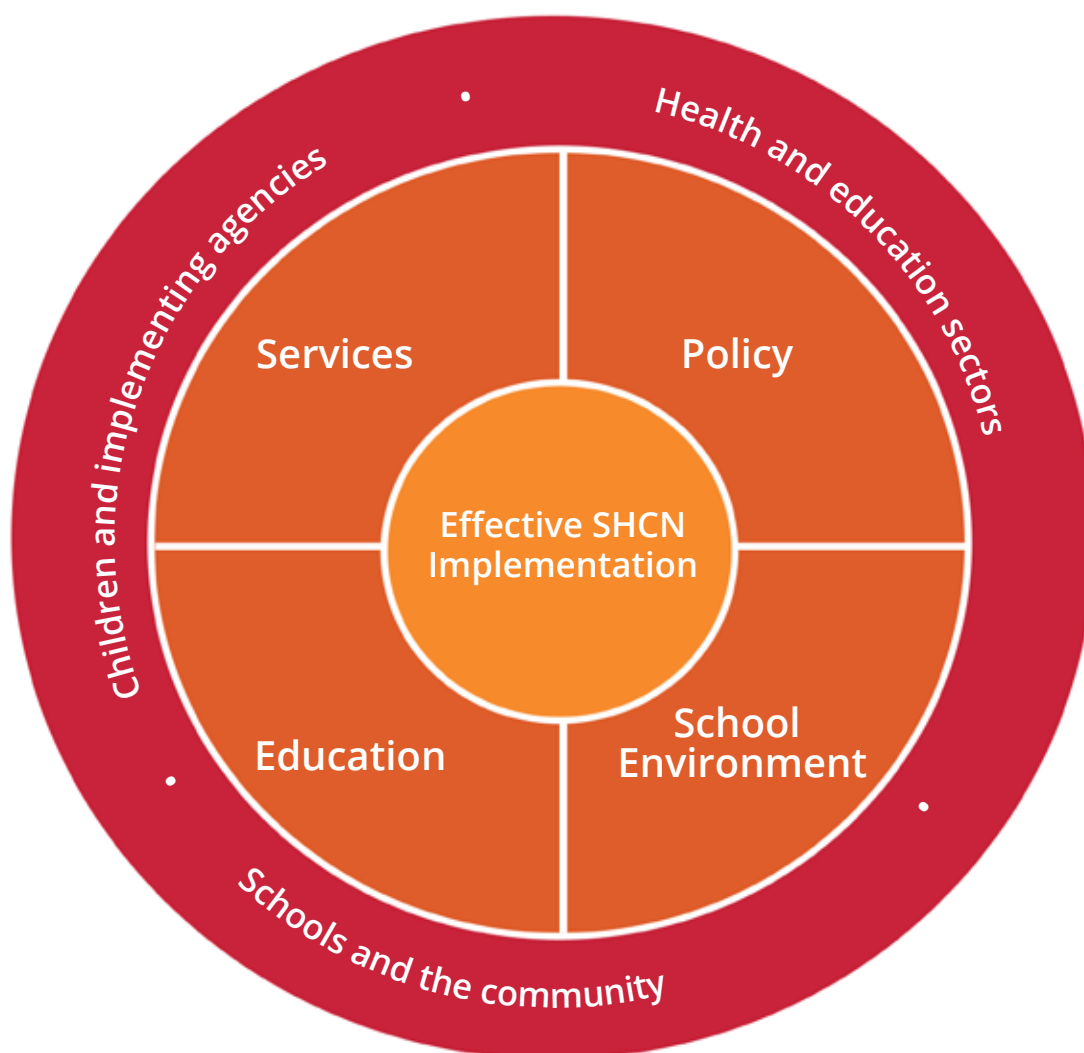 Children and implementing agencies
Health and education sectors
Services
Policy
Effective SHCN
Implementation
Education
School
Environment
Schools and the community